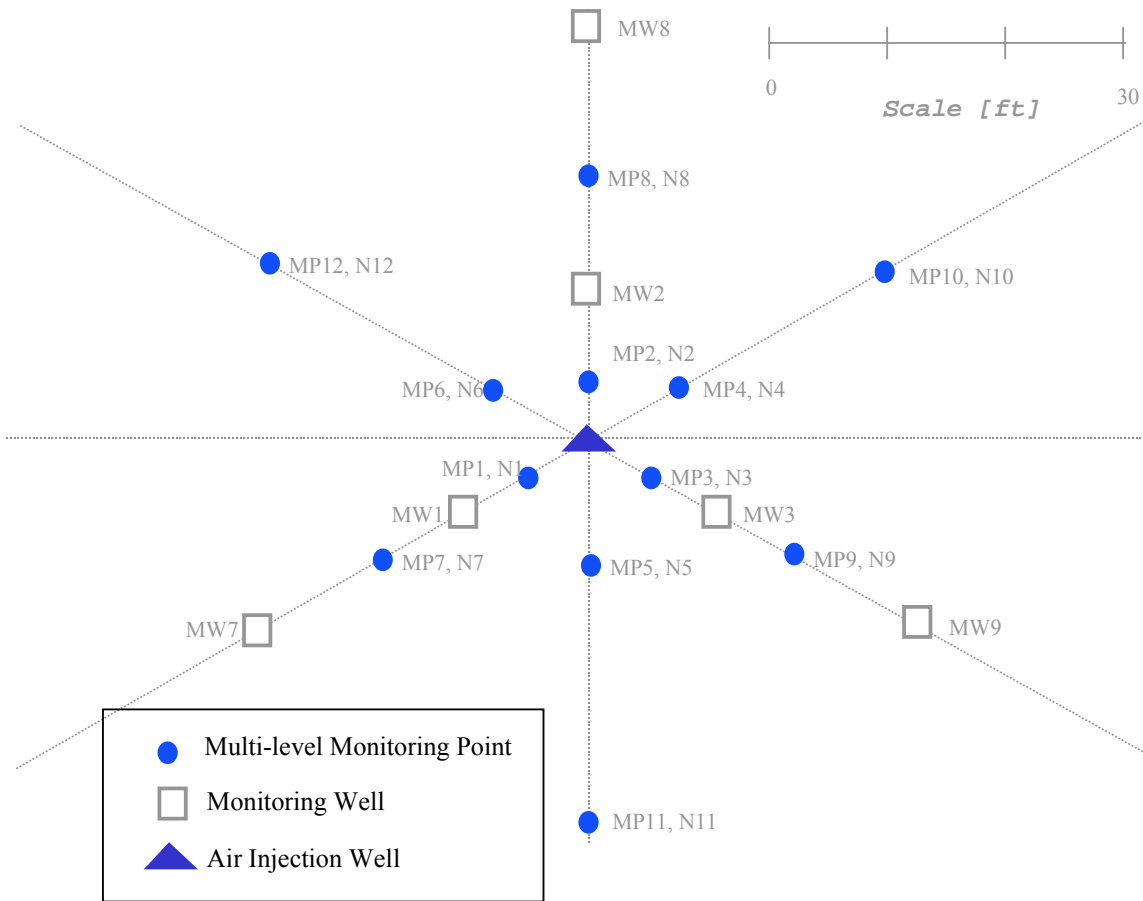 MW8
0
30
Scale [ft]
MP8, N8
MP12, N12
MP10, N10
MW2
MP2, N2
MP6, N6
MP4, N4
MP1, N1
MP3, N3
MW1
MW3
MP7, N7
MP5, N5
MP9, N9
MW7
MW9
Multi-level Monitoring Point
Monitoring Well
MP11, N11
Air Injection Well